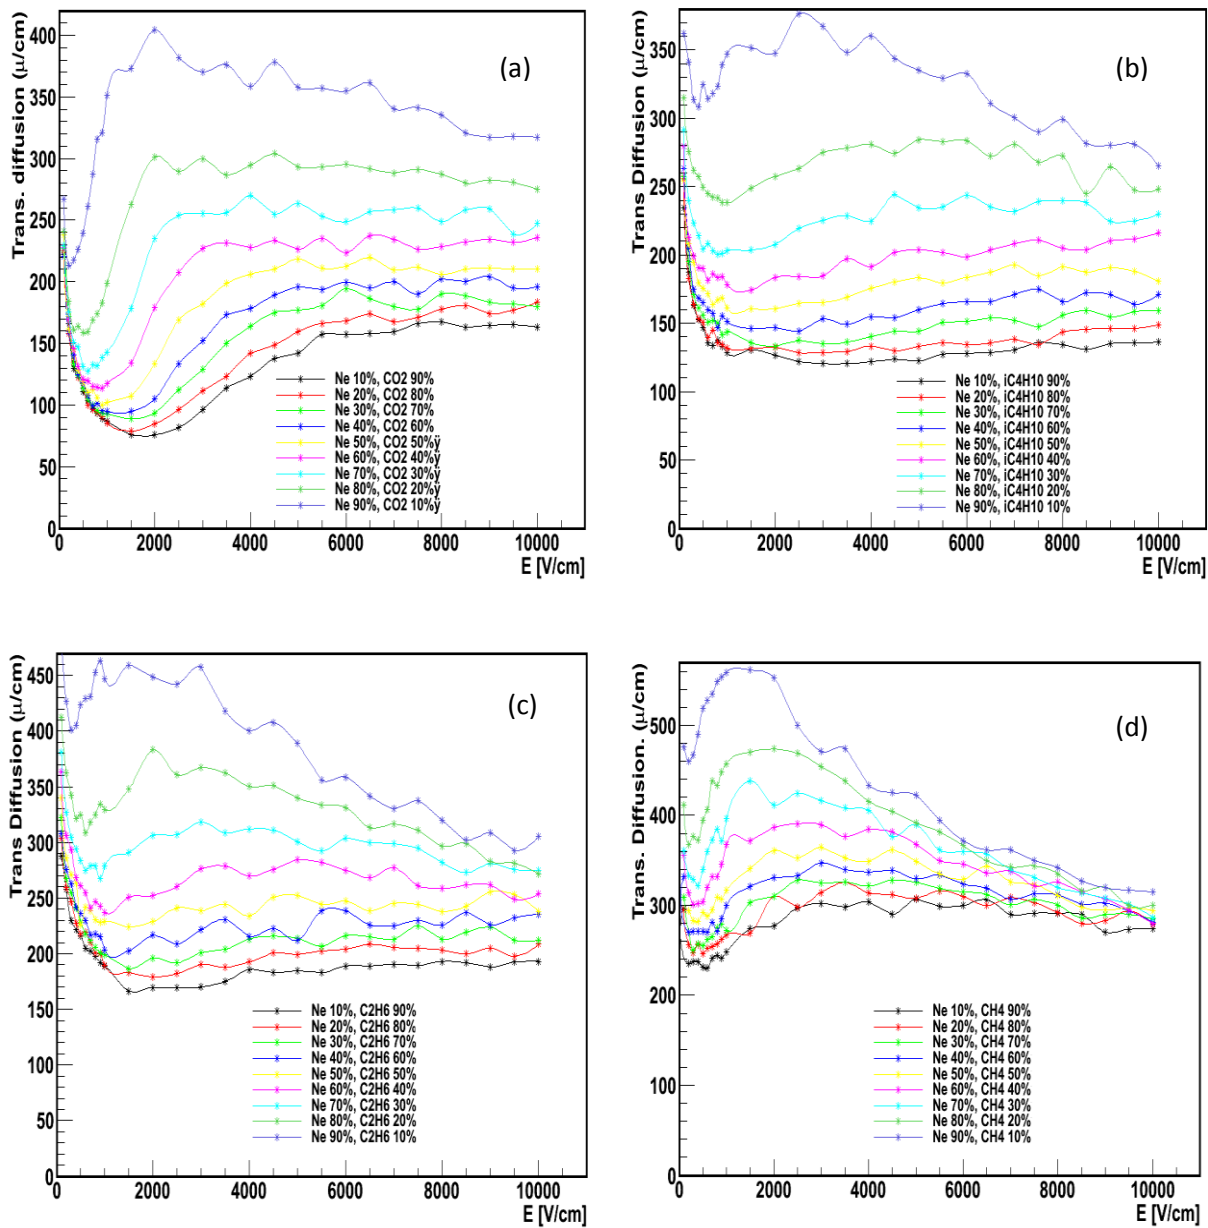 Trans. diffusion (μ/cm)
400
350
300
250
200
150
100
50
0
(a)
Ne 10%, CO2 90%
Ne 20%, CO2 80%
Ne 30%, CO2 70%
Ne 40%, CO2 60%
Ne 50%, CO2 50%ÿ
Ne 60%, CO2 40%ÿ
Ne 70%, CO2 30%ÿ
Ne 80%, CO2 20%ÿ
Ne 90%, CO2 10%ÿ
0 2000 4000 6000 8000 10000
E [V/cm]
Trans Diffusion (μ/cm)
350
300
250
200
150
100
50
0
(b)
Ne 10%, iC4H10 90%
Ne 20%, iC4H10 80%
Ne 30%, iC4H10 70%
Ne 40%, iC4H10 60%
Ne 50%, iC4H10 50%
Ne 60%, iC4H10 40%
Ne 70%, iC4H10 30%
Ne 80%, iC4H10 20%
Ne 90%, iC4H10 10%
0 2000 4000 6000 8000 10000
E [V/cm]
Trans Diffusion (μ/cm)
450
400
350
300
250
200
150
100
50
0
(c)
Ne 10%, C2H6 90%
Ne 20%, C2H6 80%
Ne 30%, C2H6 70%
Ne 40%, C2H6 60%
Ne 50%, C2H6 50%
Ne 60%, C2H6 40%
Ne 70%, C2H6 30%
Ne 80%, C2H6 20%
Ne 90%, C2H6 10%
0 2000 4000 6000 8000 10000
E [V/cm]
Trans. Diffusion. (μ/cm)
500
400
300
200
100
0
(d)
Ne 10%, CH4 90%
Ne 20%, CH4 80%
Ne 30%, CH4 70%
Ne 40%, CH4 60%
Ne 50%, CH4 50%
Ne 60%, CH4 40%
Ne 70%, CH4 30%
Ne 80%, CH4 20%
Ne 90%, CH4 10%
0 2000 4000 6000 8000 10000
E [V/cm]